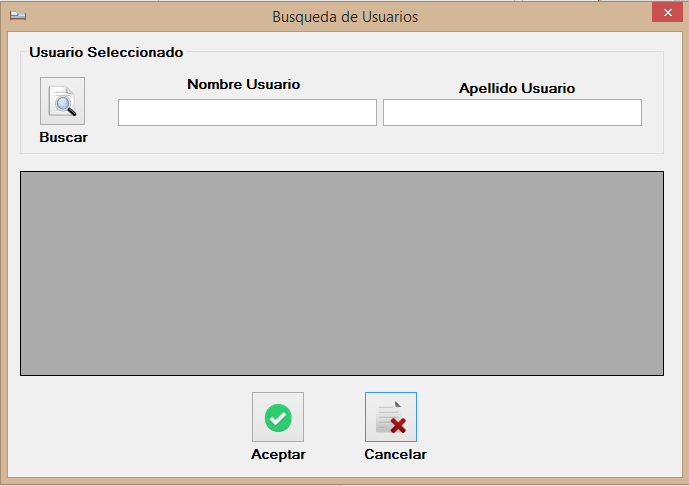 Busqueda de Usuarios
Usuario Seleccionado
Nombre Usuario
Apellido Usuario
Buscar
Aceptar
Cancelar